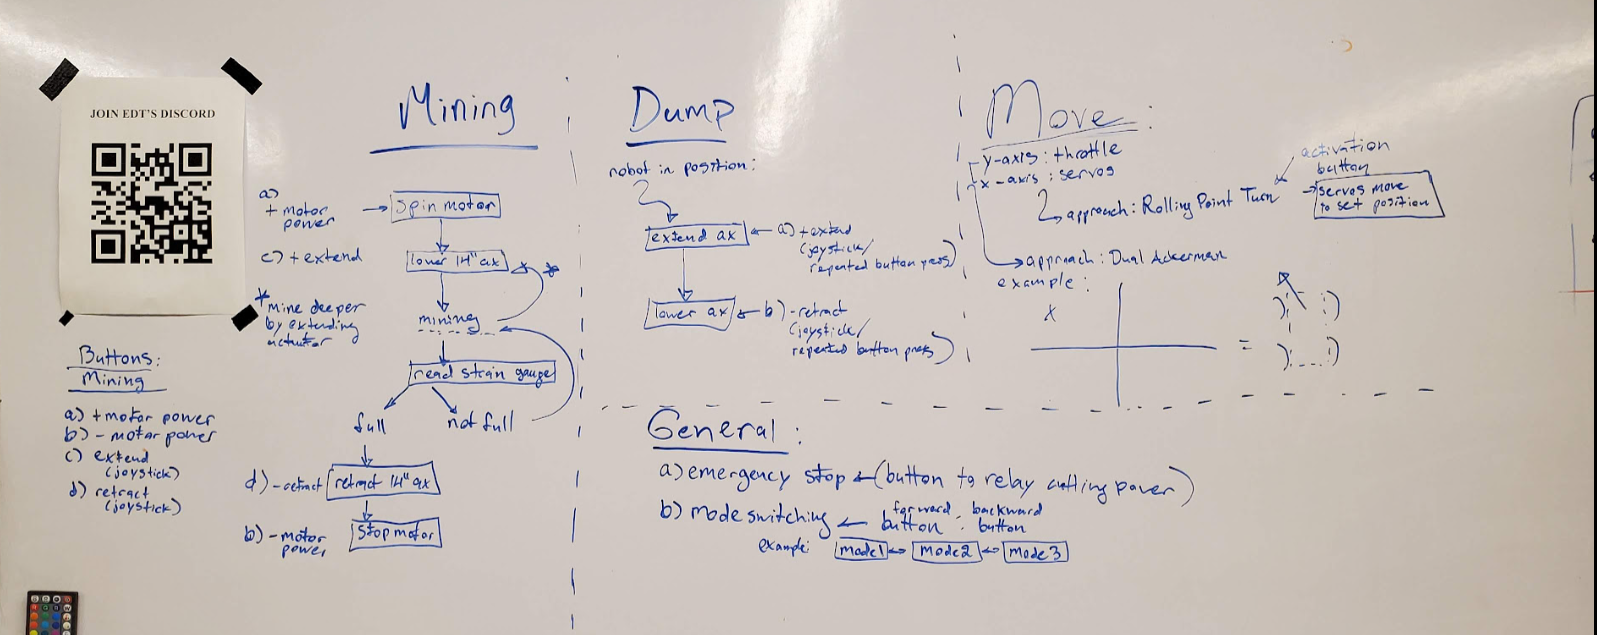 JOIN EDT'S DISCORD
Mining
a)
+ motor
power
spin motor
c) + extend
lower 14" ax
*
* mine deeper
by extending
actuator
mining
read strain gauge
full
not full
d) - retract
retract 14" ax
b) - motor
power
stop motor
Buttons:
Mining
a) + motor power
b) - motor power
c) extend
(joystick)
d) retract
(joystick)
Dump
robot in position:
extend ax
a) + extend
(joystick/
repeated button press)
lower ax
b) - retract
(joystick/
repeated button press)
Move:
y-axis: throttle
x-axis: servos
approach: Rolling Point Turn
activation
button
servos move
to set position
approach: Dual Ackerman
example:
x
=
General:
a) emergency stop (button to relay cutting power)
b) mode switching
forward button
backward button
example:
mode1
mode2
mode3